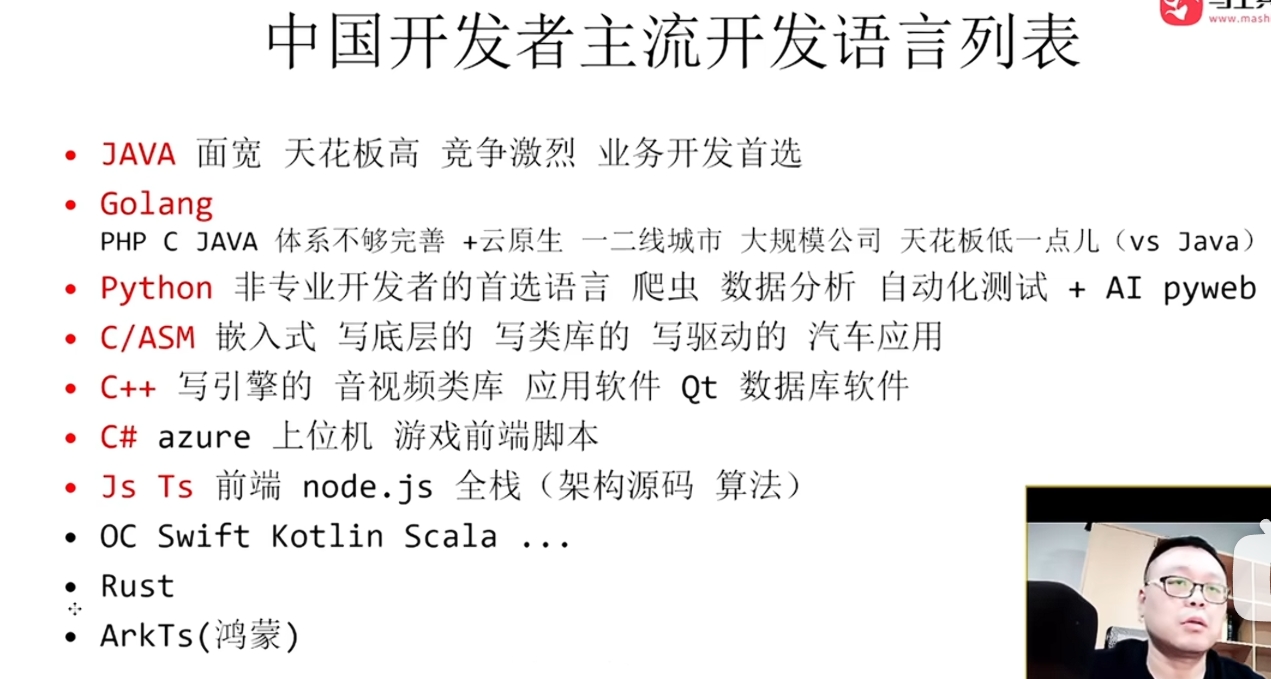 中国开发者主流开发语言列表
www.mash
• JAVA 面宽 天花板高 竞争激烈 业务开发首选
• Golang
PHP C JAVA 体系不够完善 +云原生 一二线城市 大规模公司 天花板低一点儿（vs Java）
• Python 非专业开发者的首选语言 爬虫 数据分析 自动化测试 + AI pyweb
• C/ASM 嵌入式 写底层的 写类库的 写驱动的 汽车应用
• C++ 写引擎的 音视频类库 应用软件 Qt 数据库软件
• C# azure 上位机 游戏前端脚本
• Js Ts 前端 node.js 全栈（架构源码 算法）
• OC Swift Kotlin Scala ...
• Rust
• ArkTs(鸿蒙)